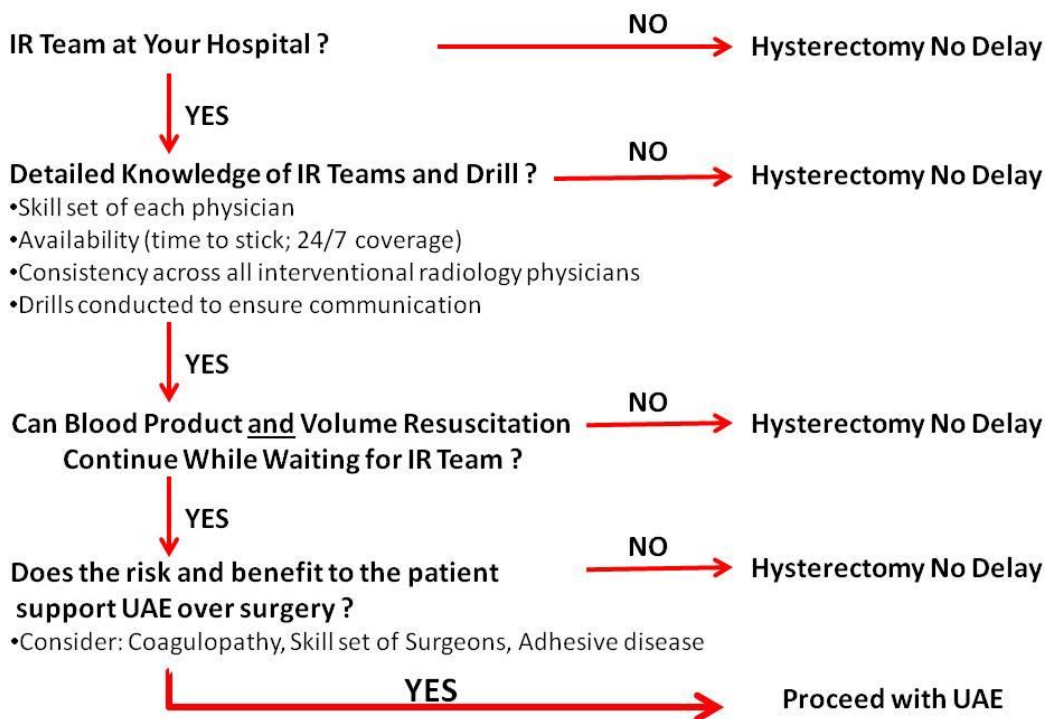 IR Team at Your Hospital ?
NO
Hysterectomy No Delay
YES
Detailed Knowledge of IR Teams and Drill ?
NO
Hysterectomy No Delay
•Skill set of each physician
•Availability (time to stick; 24/7 coverage)
•Consistency across all interventional radiology physicians
•Drills conducted to ensure communication
YES
Can Blood Product and Volume Resuscitation
NO
Hysterectomy No Delay
Continue While Waiting for IR Team ?
YES
Does the risk and benefit to the patient
NO
Hysterectomy No Delay
support UAE over surgery ?
•Consider: Coagulopathy, Skill set of Surgeons, Adhesive disease
YES
Proceed with UAE